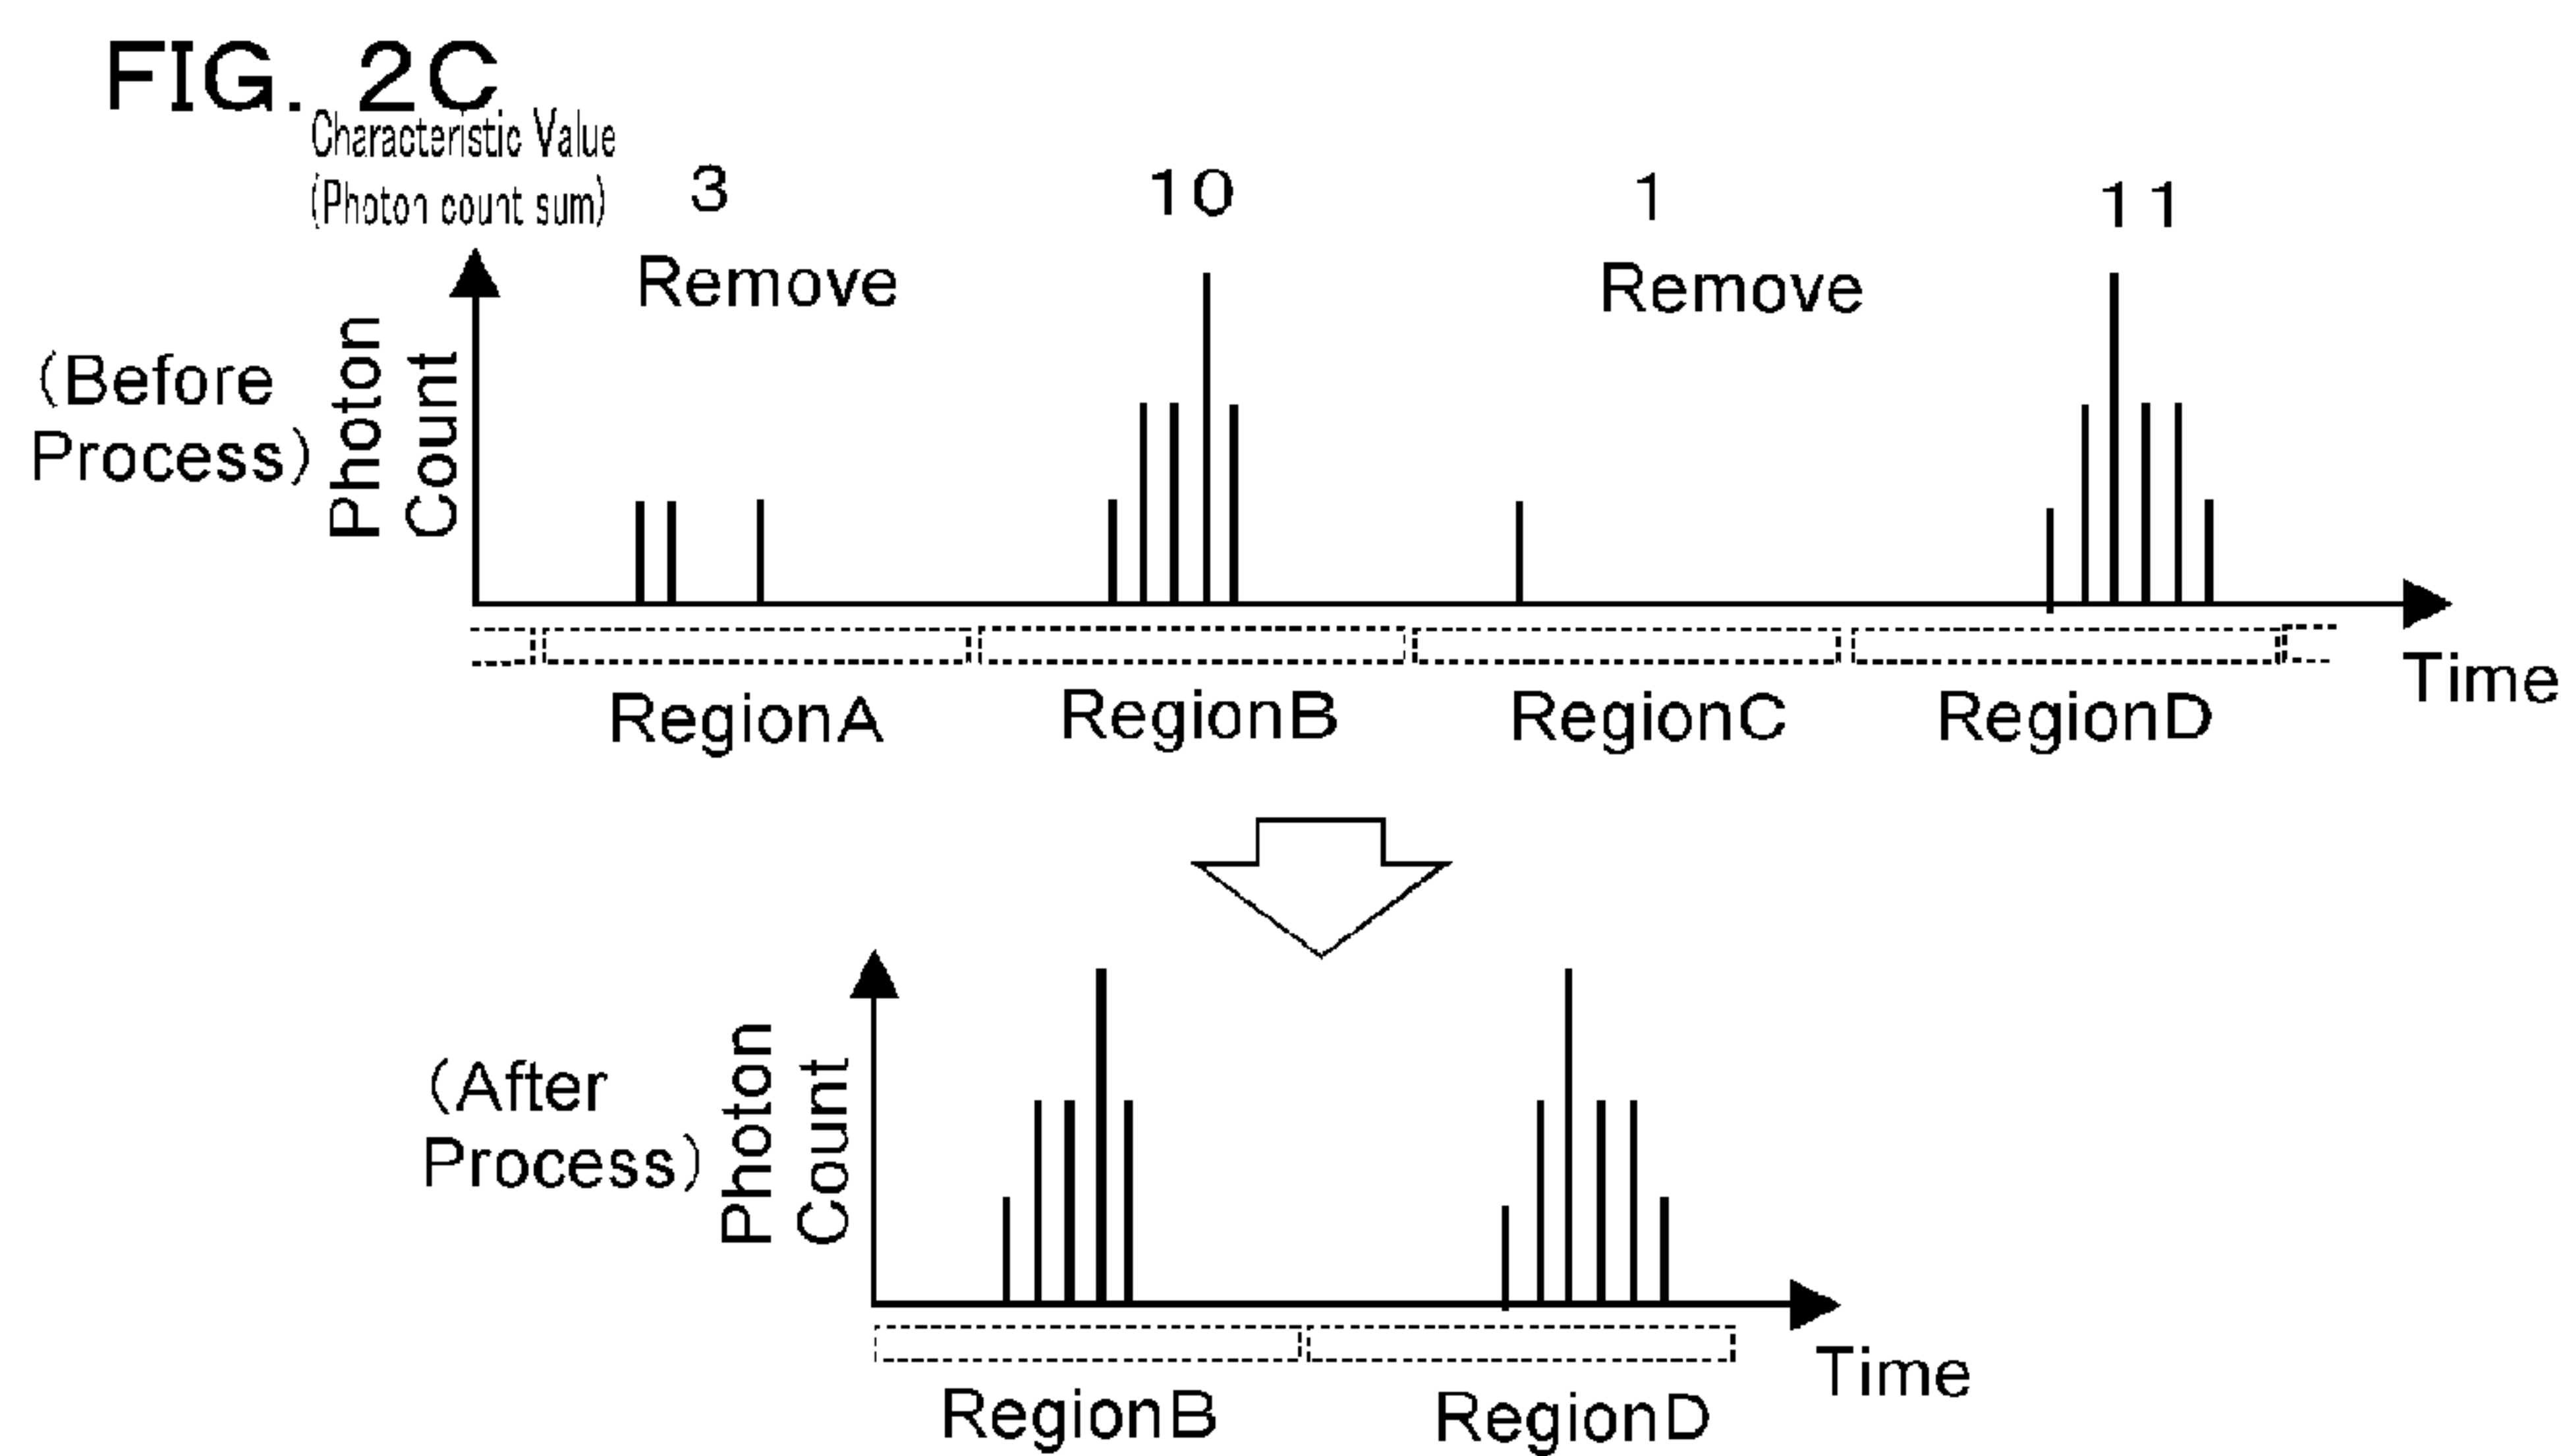 FIG. 2C
Characteristic Value
(Photon count sum)
3
10
1
11
Remove
Remove
(Before
Process)
Photon
Count
Time
RegionA
RegionB
RegionC
RegionD
(After
Process)
Photon
Count
Time
RegionB
RegionD